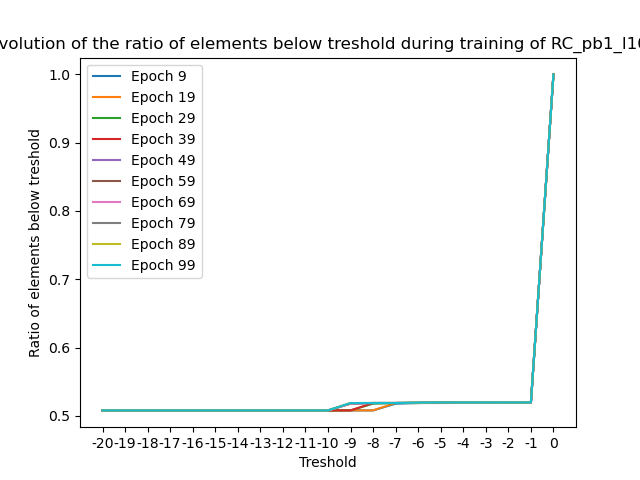 volution of the ratio of elements below treshold during training of RC_pb1_l10
1.0
0.9
0.8
0.7
0.6
0.5
Ratio of elements below treshold
Epoch 9
Epoch 19
Epoch 29
Epoch 39
Epoch 49
Epoch 59
Epoch 69
Epoch 79
Epoch 89
Epoch 99
-20 -19 -18 -17 -16 -15 -14 -13 -12 -11 -10 -9 -8 -7 -6 -5 -4 -3 -2 -1 0
Treshold